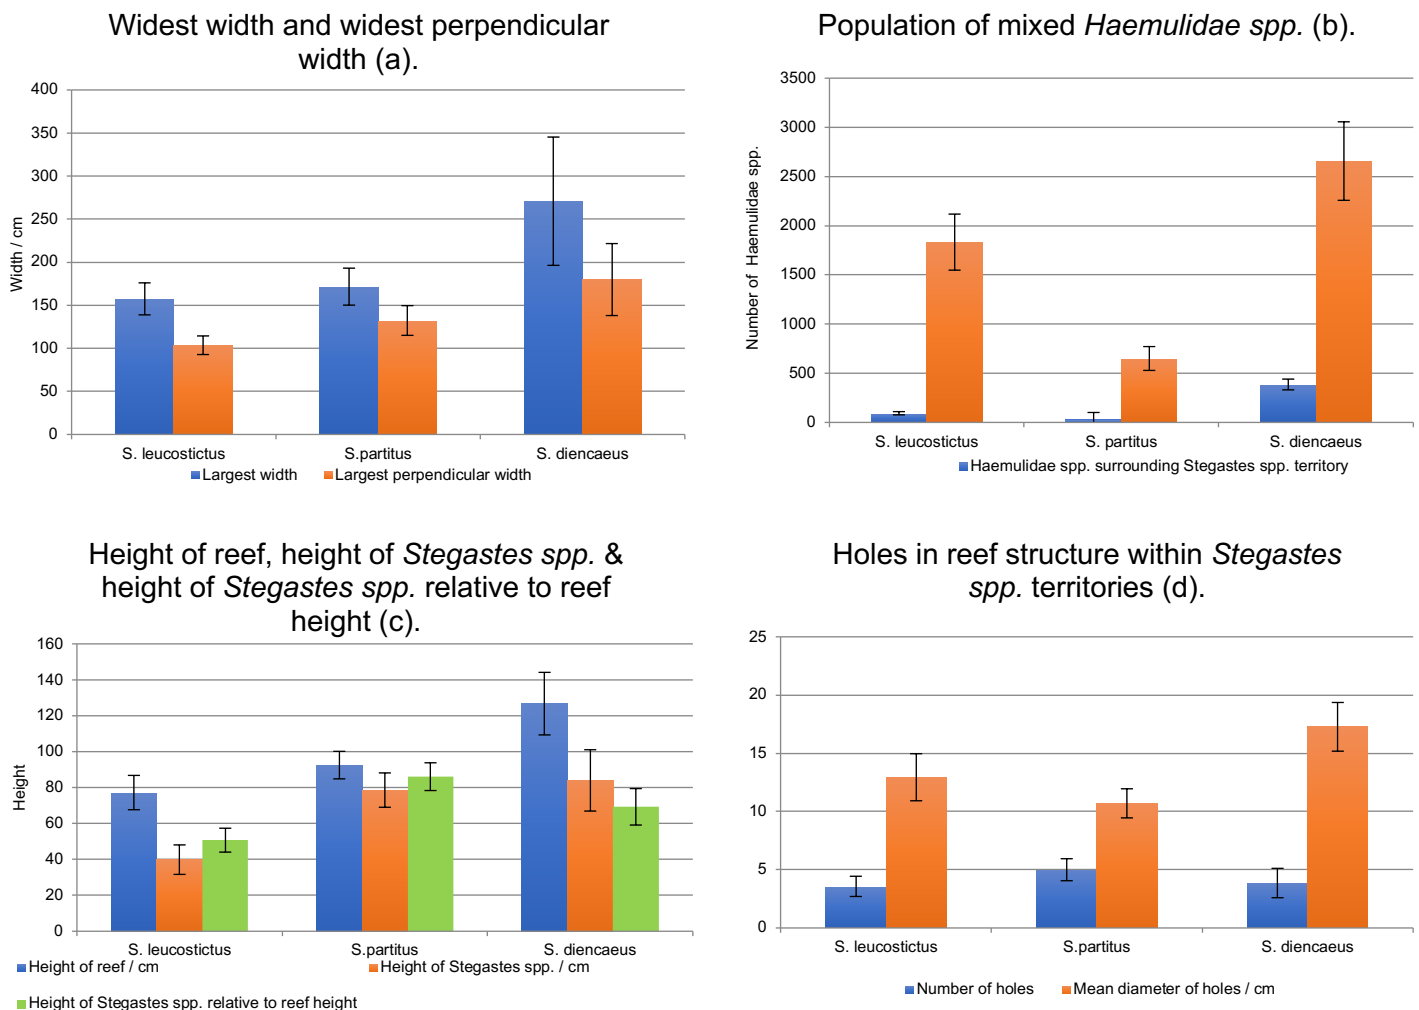 Widest width and widest perpendicular
width (a).
400
350
300
250
200
150
100
50
0
Width / cm
S. leucostictus
S.partitus
S. diencaeus
Largest width
Largest perpendicular width
Population of mixed Haemulidae spp. (b).
3500
3000
2500
2000
1500
1000
500
0
Number of Haemulidae spp.
S. leucostictus
S. partitus
S. diencaeus
Haemulidae spp. surrounding Stegastes spp. territory
Height of reef, height of Stegastes spp. &
height of Stegastes spp. relative to reef
height (c).
160
140
120
100
80
60
40
20
0
Height
S. leucostictus
S.partitus
S. diencaeus
Height of reef / cm
Height of Stegastes spp. / cm
Height of Stegastes spp. relative to reef height
Holes in reef structure within Stegastes
spp. territories (d).
25
20
15
10
5
0
S. leucostictus
S.partitus
S. diencaeus
Number of holes
Mean diameter of holes / cm